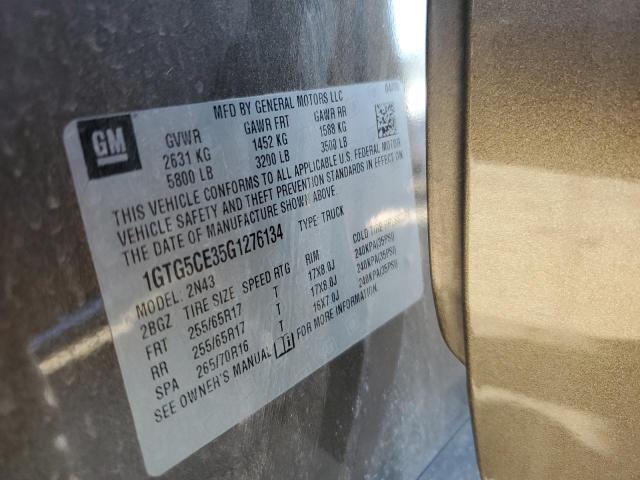 MFD BY GENERAL MOTORS LLC
GM
GVWR GAWR FRT GAWR RR
2631 KG 1452 KG 1588 KG
5800 LB 3200 LB 3500 LB
THIS VEHICLE CONFORMS TO ALL APPLICABLE U.S. FEDERAL MOTOR
VEHICLE SAFETY AND THEFT PREVENTION STANDARDS IN EFFECT ON
THE DATE OF MANUFACTURE SHOWN ABOVE.
1GTG5CE35G1276134 TYPE: TRUCK
MODEL: 2N43
2BGZ TIRE SIZE SPEED RTG RIM COLD TIRE
FRT 255/65R17 T 17X8.0J 240KPA(35PSI)
RR 255/65R17 T 17X8.0J 240KPA(35PSI)
SPA 265/70R16 T 16X7.0J 240KPA(35PSI)
SEE OWNER'S MANUAL FOR MORE INFORMATION.